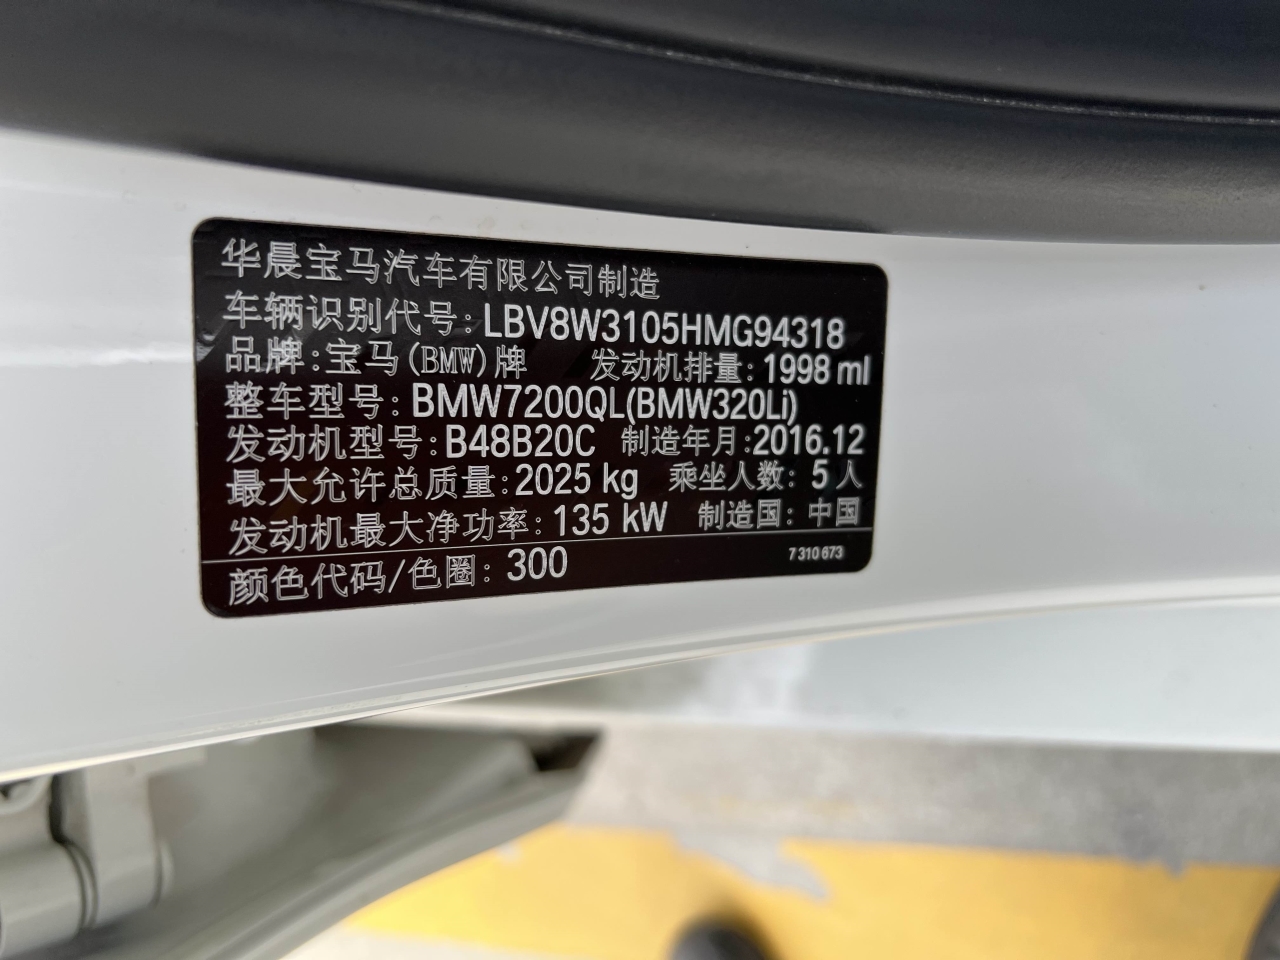 华晨宝马汽车有限公司制造
车辆识别代号: LBV8W3105HMG94318
品牌:宝马(BMW)牌 发动机排量: 1998 ml
整车型号: BMW7200QL(BMW320Li)
发动机型号: B48B20C 制造年月:2016.12
最大允许总质量:2025 kg 乘坐人数: 5 人
发动机最大净功率: 135 kW 制造国: 中国
颜色代码/色圈: 300 7 310 673